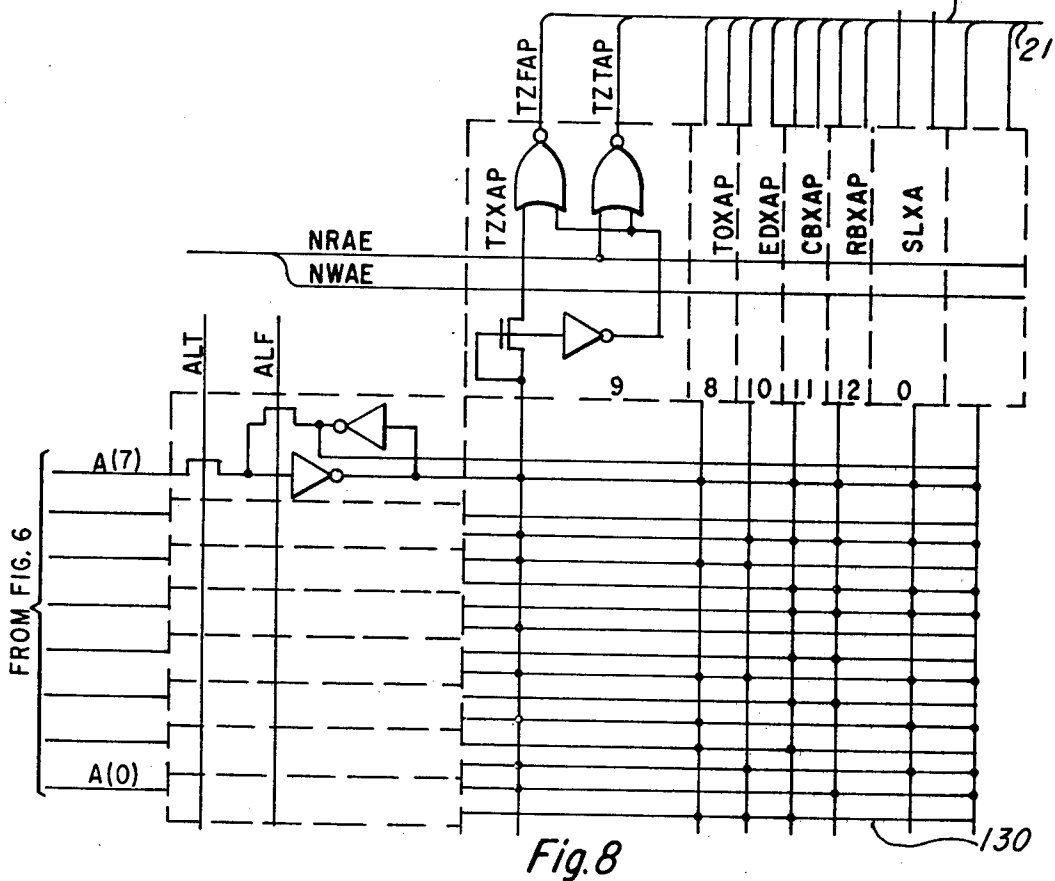 21
TZFAP
TZTAP
TZXAP
TOXAP
EDXAP
CBXAP
RBXAP
SLXA
NRAE
NWAE
ALT
ALF
9
8
10
11
12
0
A(7)
FROM FIG. 6
A(0)
130
Fig.8